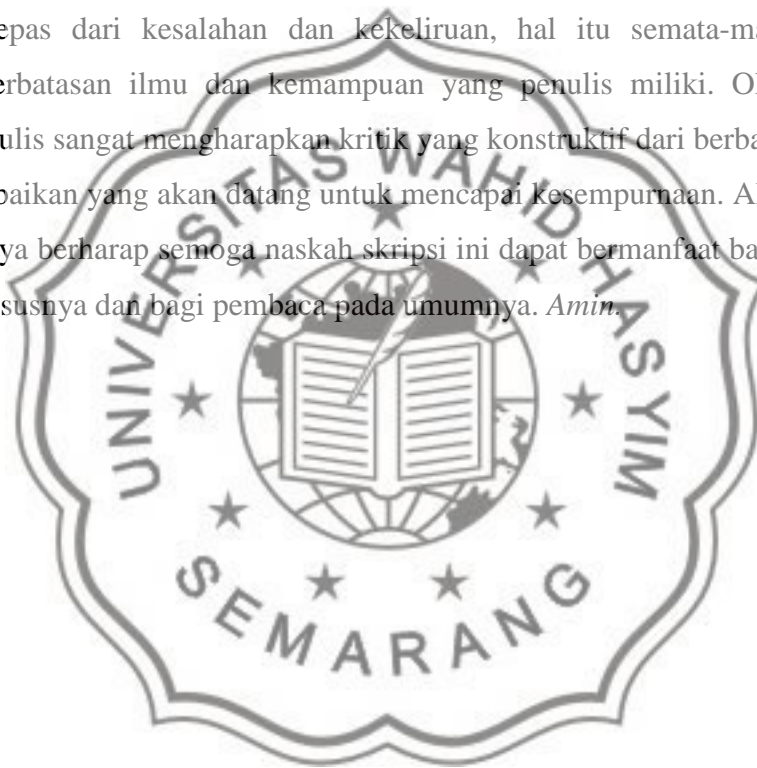 epas dari kesalahan dan kekeliruan, hal itu semata-ma
erbatasan ilmu dan kemampuan yang penulis miliki. Ol
ulis sangat mengharapkan kritik yang konstruktif dari berba
baikan yang akan datang untuk mencapai kesempurnaan. Al
ya berharap semoga naskah skripsi ini dapat bermanfaat ba
susnya dan bagi pembaca pada umumnya. Amin.
UNIVERSITAS WAHID HASYIM
SEMARANG